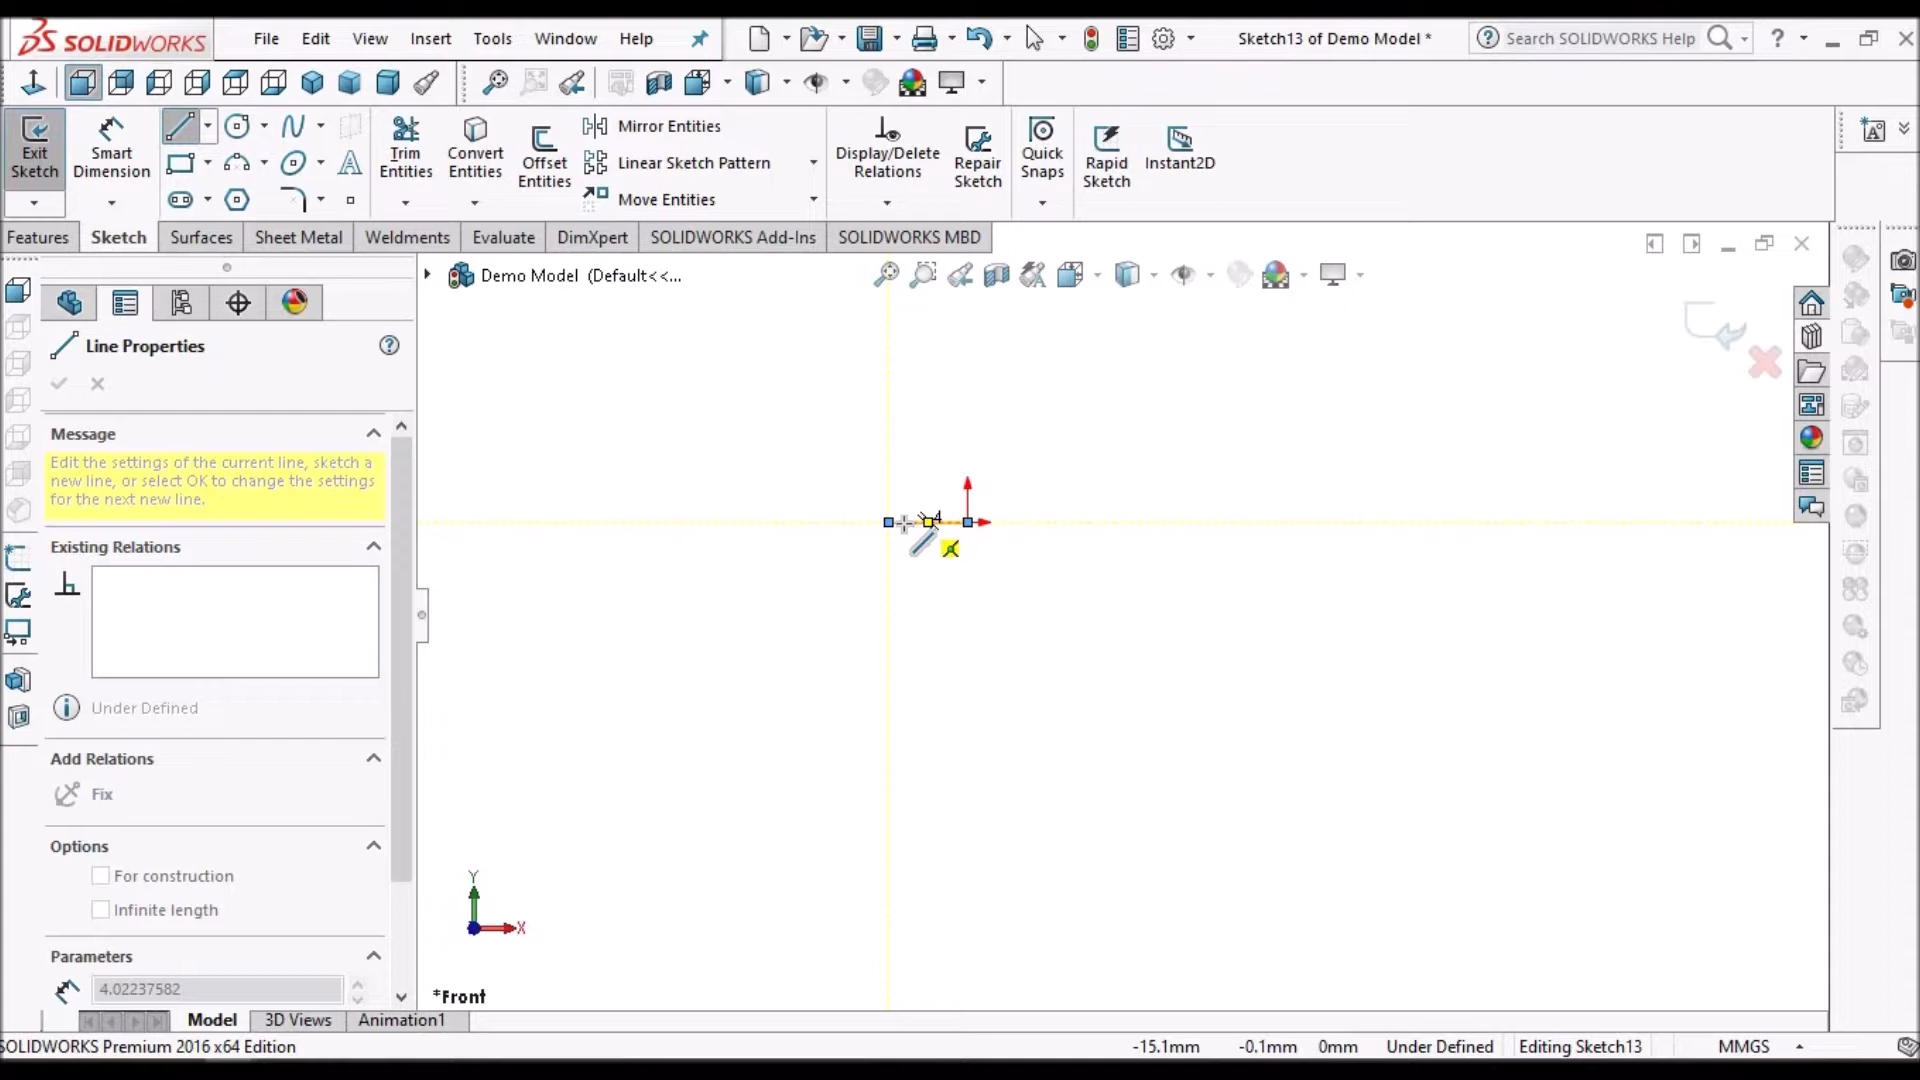 SOLIDWORKS File Edit View Insert Tools Window Help Sketch13 of Demo Model * Search SOLIDWORKS Help ?
Exit Sketch
Smart Dimension
Trim Entities
Convert Entities
Offset Entities
Mirror Entities
Linear Sketch Pattern
Move Entities
Display/Delete Relations
Repair Sketch
Quick Snaps
Rapid Sketch
Instant2D
Features Sketch Surfaces Sheet Metal Weldments Evaluate DimXpert SOLIDWORKS Add-Ins SOLIDWORKS MBD
Demo Model (Default<<...
Line Properties
Message
Edit the settings of the current line, sketch a
new line, or select OK to change the settings
for the next new line.
Existing Relations
Under Defined
Add Relations
Fix
Options
For construction
Infinite length
Parameters
4.02237582
4
Y
X
*Front
Model 3D Views Animation1
SOLIDWORKS Premium 2016 x64 Edition -15.1mm -0.1mm 0mm Under Defined Editing Sketch13 MMGS